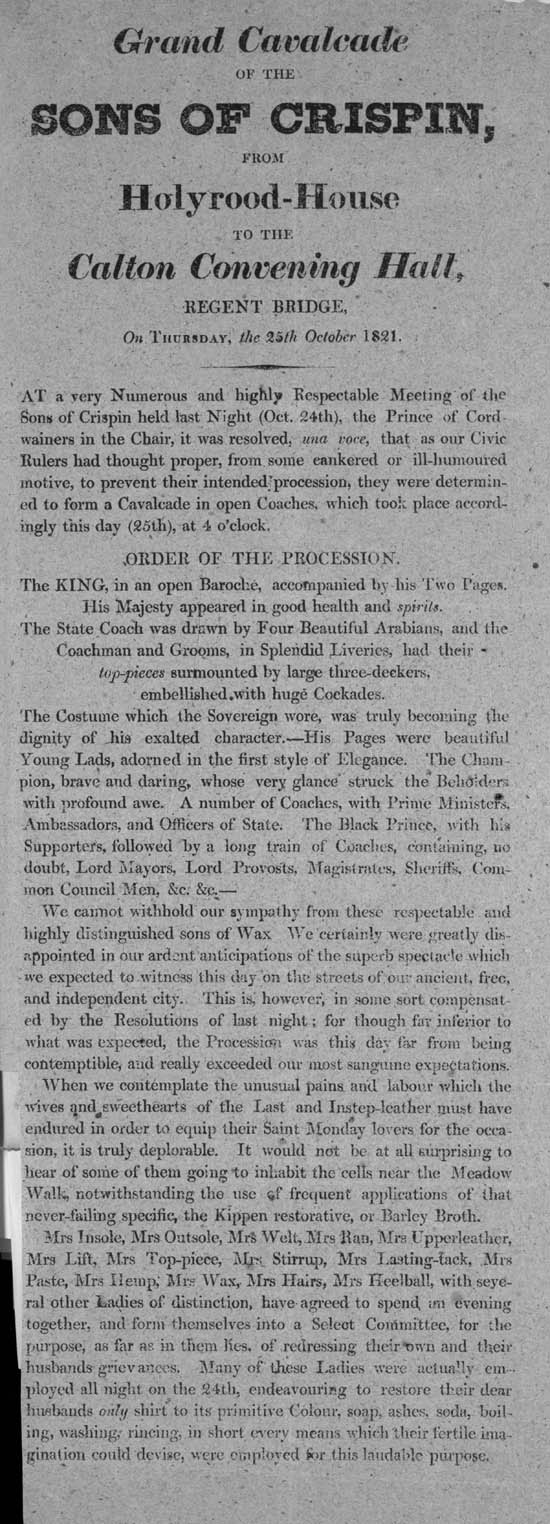 Grand Cavalcade
OF THE
SONS OF CRISPIN,
FROM
Holyrood-House
TO THE
Calton Convening Hall,
REGENT BRIDGE,
On THURSDAY, the 25th October 1821.
AT a very Numerous and highly Respectable Meeting of the
Sons of Crispin held last Night (Oct. 24th), the Prince of Cord-
wainers in the Chair, it was resolved, una voce, that as our Civic
Rulers had thought proper, from some cankered or ill-humoured
motive, to prevent their intended procession, they were determin-
ed to form a Cavalcade in open Coaches, which took place accord-
ingly this day (25th), at 4 o'clock.
ORDER OF THE PROCESSION.
The KING, in an open Baroche, accompanied by his Two Pages.
His Majesty appeared in good health and spirits.
The State Coach was drawn by Four Beautiful Arabians, and the
Coachman and Grooms, in Splendid Liveries, had their
top-pieces surmounted by large three-deckers,
embellished with huge Cockades.
The Costume which the Sovereign wore, was truly becoming the
dignity of his exalted character.—His Pages were beautiful
Young Lads, adorned in the first style of Elegance. The Cham-
pion, brave and daring, whose very glance struck the Beholders
with profound awe. A number of Coaches, with Prime Ministers,
Ambassadors, and Officers of State. The Black Prince, with his
Supporters, followed by a long train of Coaches, containing, no
doubt, Lord Mayors, Lord Provosts, Magistrates, Sheriffs, Com-
mon Council Men, &c. &c.—
We cannot withhold our sympathy from these respectable and
highly distinguished sons of Wax We certainly were greatly dis-
appointed in our ardent anticipations of the superb spectacle which
we expected to witness this day on the streets of our ancient, free,
and independent city. This is, however, in some sort compensat-
ed by the Resolutions of last night; for though far inferior to
what was expected, the Procession was this day far from being
contemptible, and really exceeded our most sanguine expectations.
When we contemplate the unusual pains and labour which the
wives and sweethearts of the Last and Instep-leather must have
endured in order to equip their Saint Monday lovers for the occa-
sion, it is truly deplorable. It would not be at all surprising to
hear of some of them going to inhabit the cells near the Meadow
Walk, notwithstanding the use of frequent applications of that
never-failing specific, the Kippen restorative, or Barley Broth.
Mrs Insole, Mrs Outsole, Mrs Welt, Mrs Ran, Mrs Upperleather,
Mrs Lift, Mrs Top-piece, Mrs Stirrup, Mrs Lasting-tack, Mrs
Paste, Mrs Hemp, Mrs Wax, Mrs Hairs, Mrs Heelball, with seve-
ral other Ladies of distinction, have agreed to spend an evening
together, and form themselves into a Select Committee, for the
purpose, as far as in them lies, of redressing their own and their
husbands grievances. Many of these Ladies were actually em-
ployed all night on the 24th, endeavouring to restore their dear
husbands only shirt to its primitive Colour, soap, ashes, soda, boil-
ing, washing, rincing, in short every means which their fertile ima-
gination could devise, were employed for this laudable purpose.